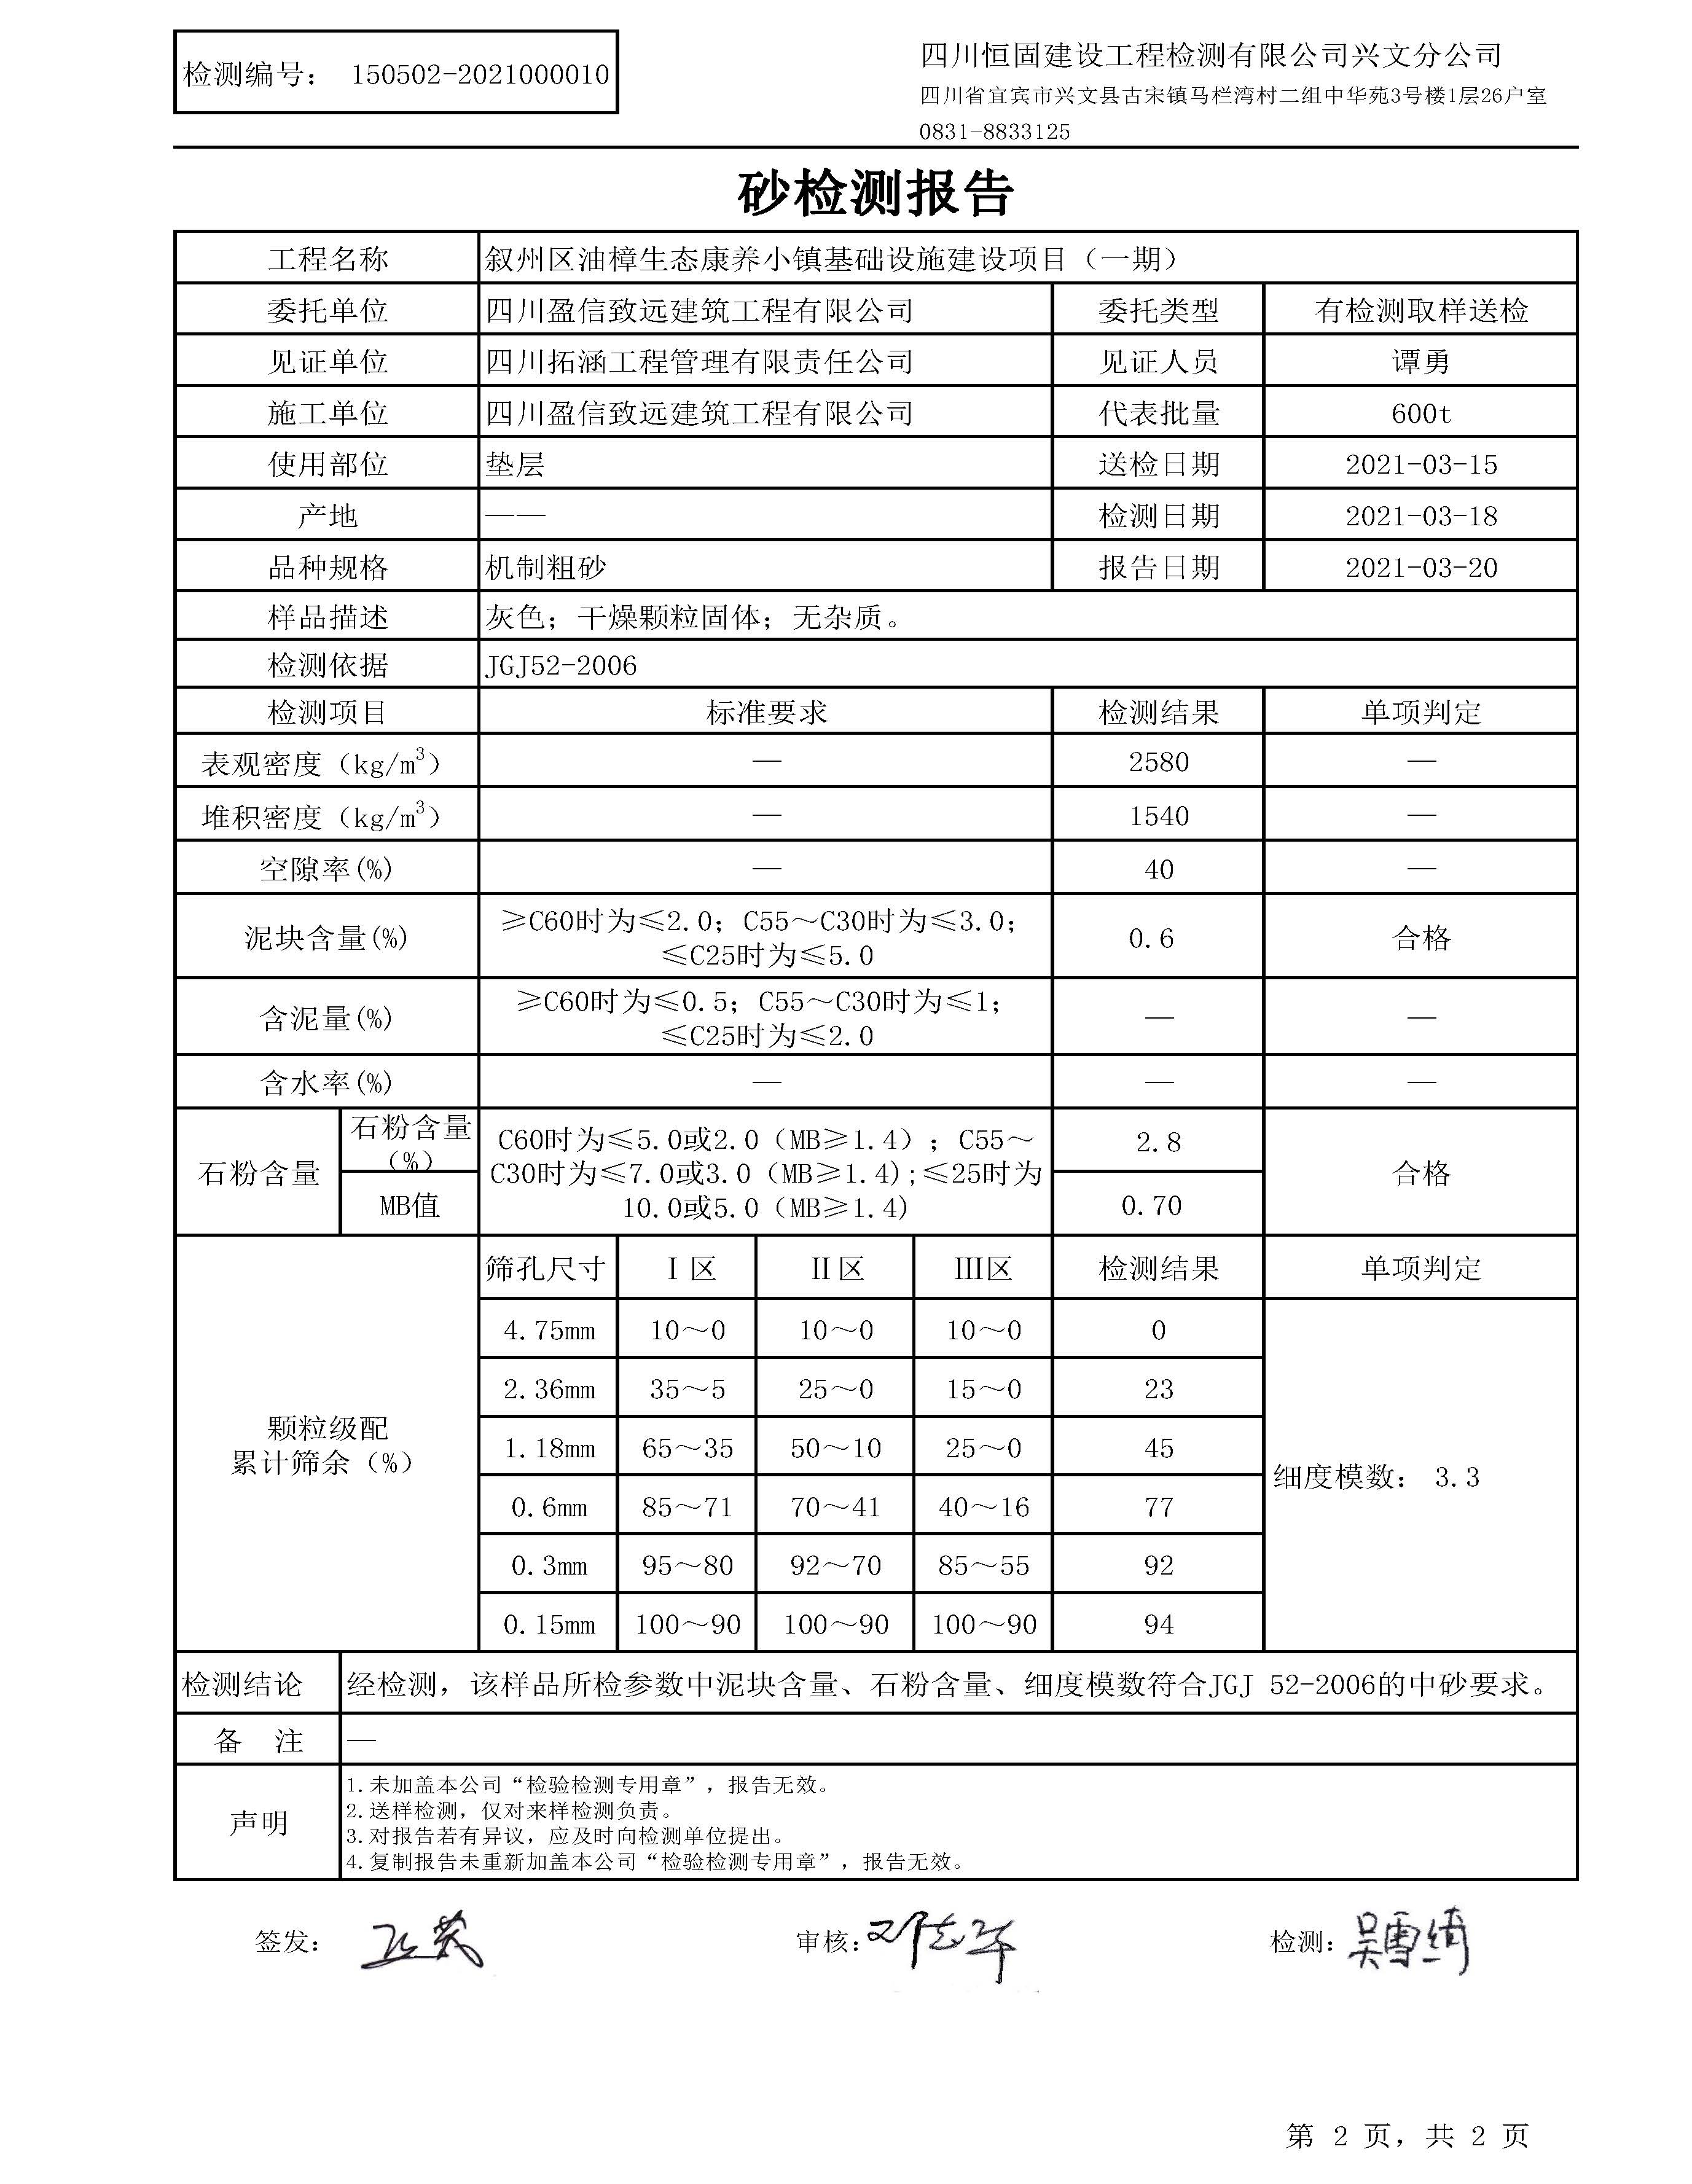 检测编号： 150502-2021000010
四川恒固建设工程检测有限公司兴文分公司
四川省宜宾市兴文县古宋镇马栏湾村二组中华苑3号楼1层26户室
0831-8833125
砂检测报告
工程名称 叙州区油樟生态康养小镇基础设施建设项目（一期）
委托单位 四川盈信致远建筑工程有限公司 委托类型 有检测取样送检
见证单位 四川拓涵工程管理有限责任公司 见证人员 谭勇
施工单位 四川盈信致远建筑工程有限公司 代表批量 600t
使用部位 垫层 送检日期 2021-03-15
产地 —— 检测日期 2021-03-18
品种规格 机制粗砂 报告日期 2021-03-20
样品描述 灰色；干燥颗粒固体；无杂质。
检测依据 JGJ52-2006
检测项目 标准要求 检测结果 单项判定
表观密度（kg/m³） — 2580 —
堆积密度（kg/m³） — 1540 —
空隙率(%) — 40 —
泥块含量(%) ≥C60时为≤2.0；C55～C30时为≤3.0； 0.6 合格
≤C25时为≤5.0
含泥量(%) ≥C60时为≤0.5；C55～C30时为≤1； — —
≤C25时为≤2.0
含水率(%) — — —
石粉含量 石粉含量 C60时为≤5.0或2.0（MB≥1.4）；C55～ 2.8 合格
（%） C30时为≤7.0或3.0（MB≥1.4);≤25时为
MB值 10.0或5.0（MB≥1.4) 0.70
筛孔尺寸 Ⅰ区 Ⅱ区 Ⅲ区 检测结果 单项判定
4.75mm 10～0 10～0 10～0 0
2.36mm 35～5 25～0 15～0 23
颗粒级配
累计筛余（%）
1.18mm 65～35 50～10 25～0 45
细度模数： 3.3
0.6mm 85～71 70～41 40～16 77
0.3mm 95～80 92～70 85～55 92
0.15mm 100～90 100～90 100～90 94
检测结论 经检测，该样品所检参数中泥块含量、石粉含量、细度模数符合JGJ 52-2006的中砂要求。
备 注 —
声明
1.未加盖本公司“检验检测专用章”，报告无效。
2.送样检测，仅对来样检测负责。
3.对报告若有异议，应及时向检测单位提出。
4.复制报告未重新加盖本公司“检验检测专用章”，报告无效。
签发： 审核： 检测：吴雪绮
第 2 页，共 2 页